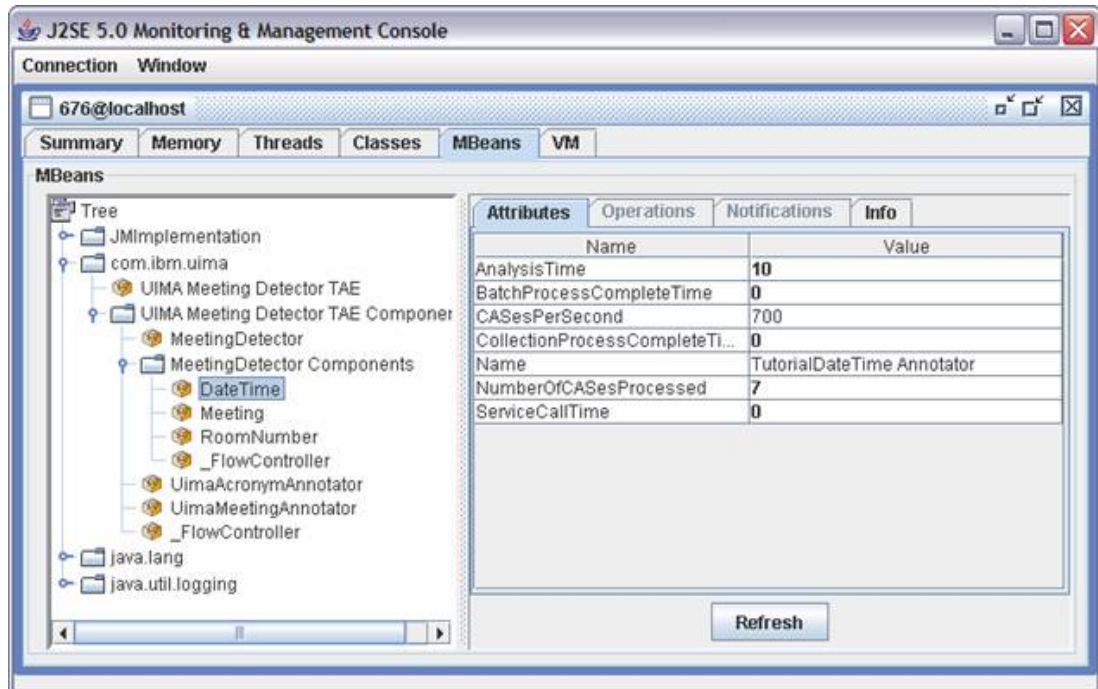 J2SE 5.0 Monitoring & Management Console
Connection Window
676@localhost
Summary Memory Threads Classes MBeans VM
MBeans
Tree
JMImplementation
com.ibm.uima
UIMA Meeting Detector TAE
UIMA Meeting Detector TAE Componer
MeetingDetector
MeetingDetector Components
DateTime
Meeting
RoomNumber
_FlowController
UimaAcronymAnnotator
UimaMeetingAnnotator
_FlowController
java.lang
java.util.logging
Attributes Operations Notifications Info
Name Value
AnalysisTime 10
BatchProcessCompleteTime 0
CASesPerSecond 700
CollectionProcessCompleteTi... 0
Name TutorialDateTime Annotator
NumberOfCASesProcessed 7
ServiceCallTime 0
Refresh